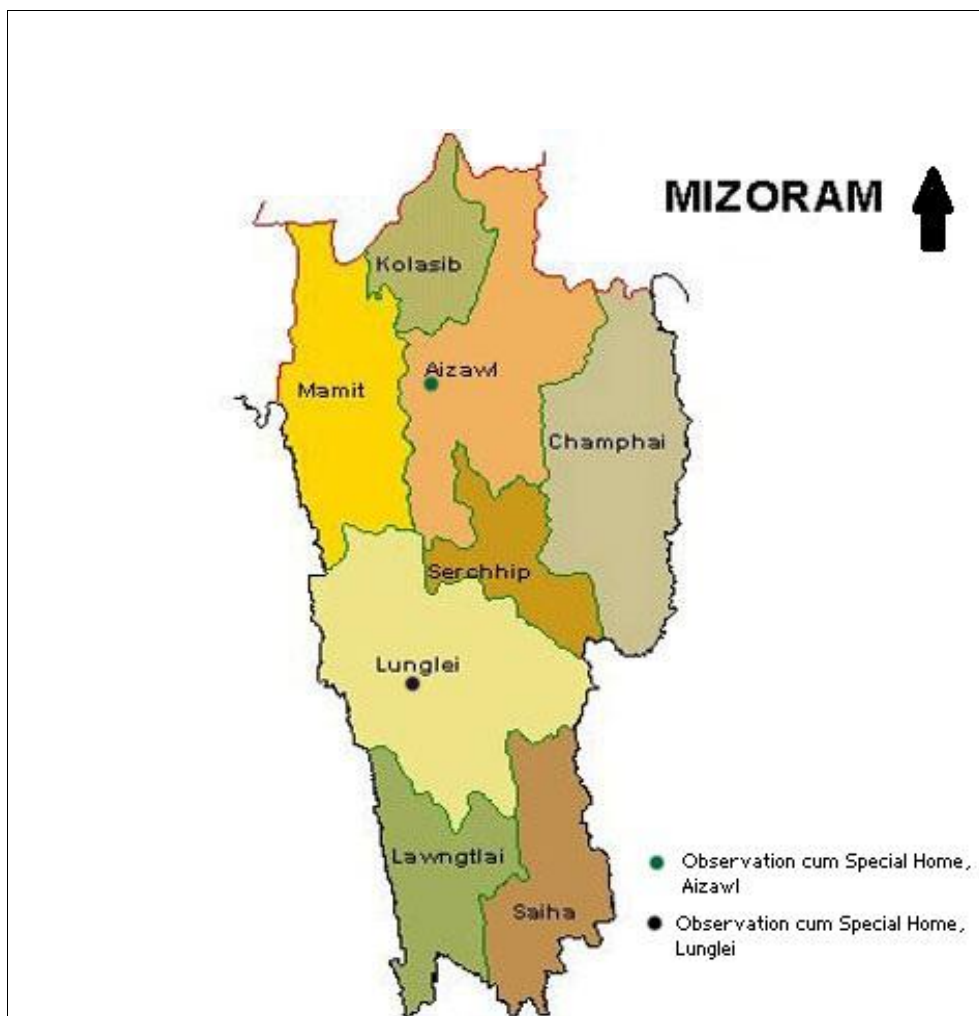 MIZORAM
Kolasib
Aizawl
Mamit
Champhai
Serchhip
Lunglei
Lawngtlai
Saiha
Observation cum Special Home,
Aizawl
Observation cum Special Home,
Lunglei